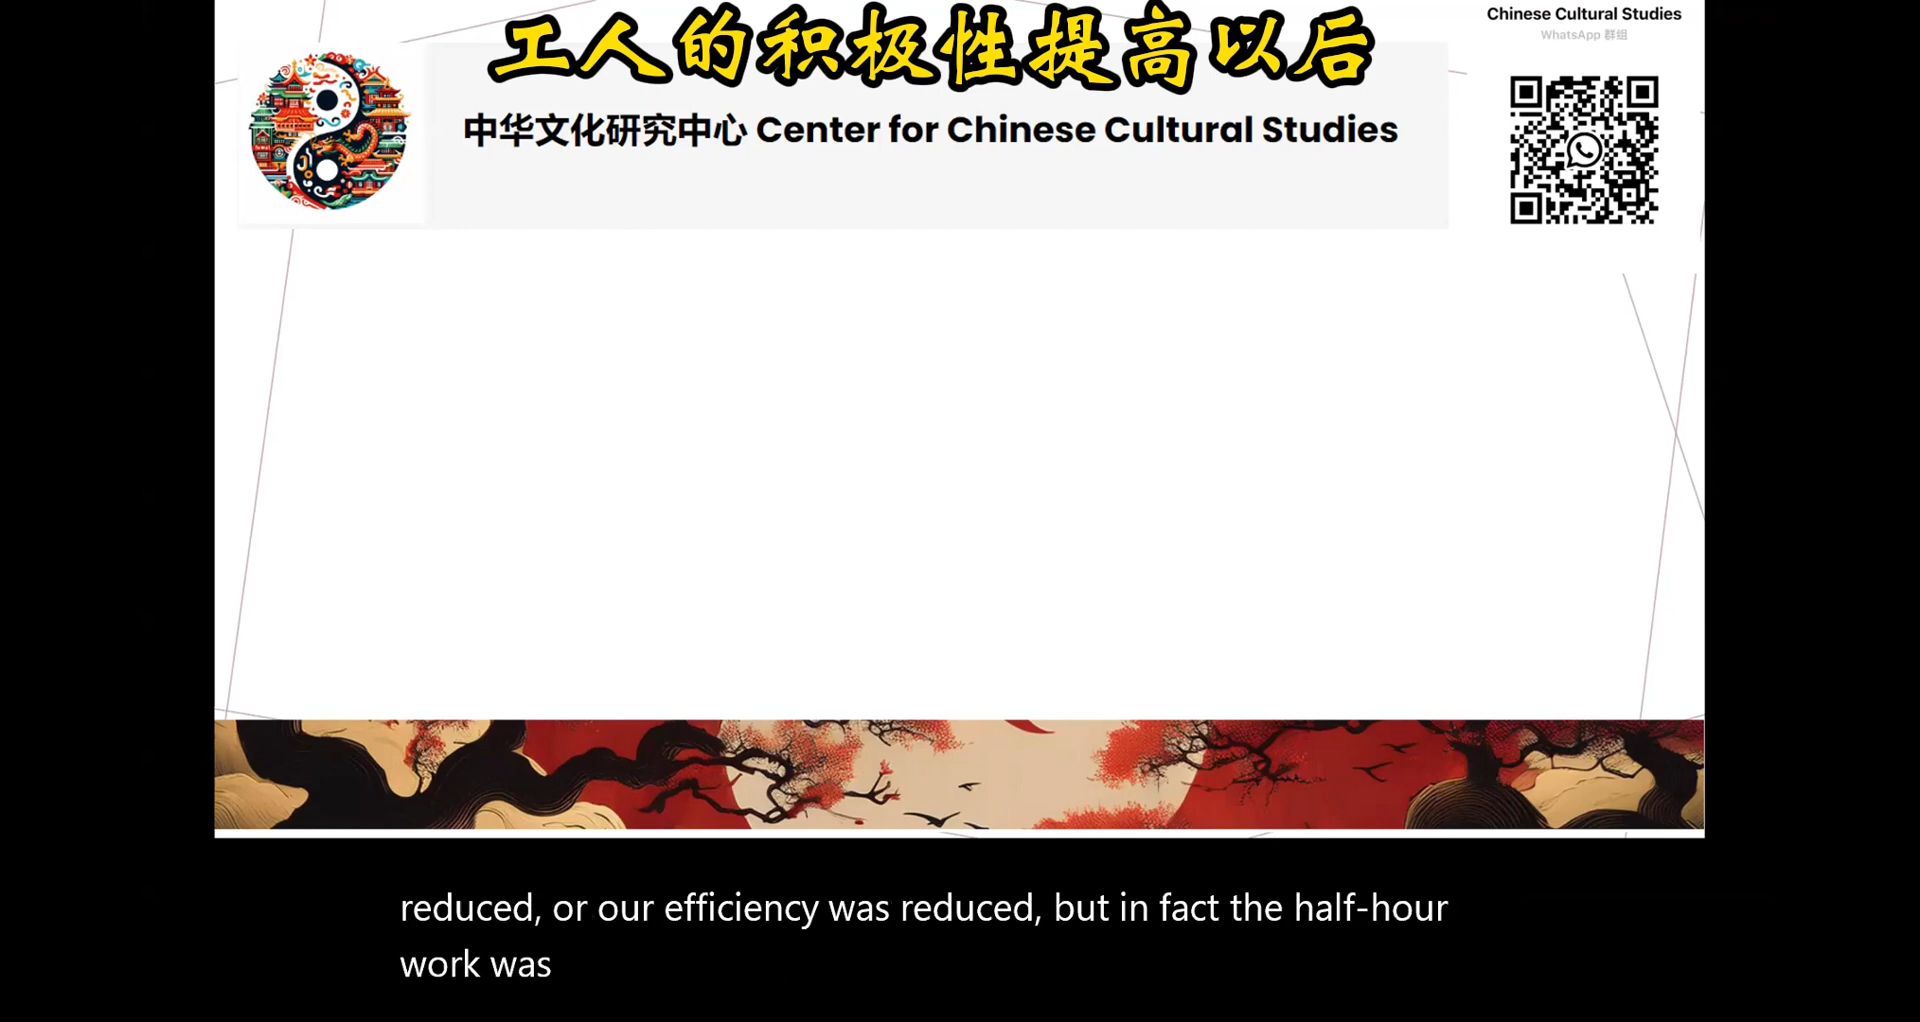 工人的积极性提高以后
Chinese Cultural Studies
WhatsApp 群组
中华文化研究中心 Center for Chinese Cultural Studies
reduced, or our efficiency was reduced, but in fact the half-hour
work was